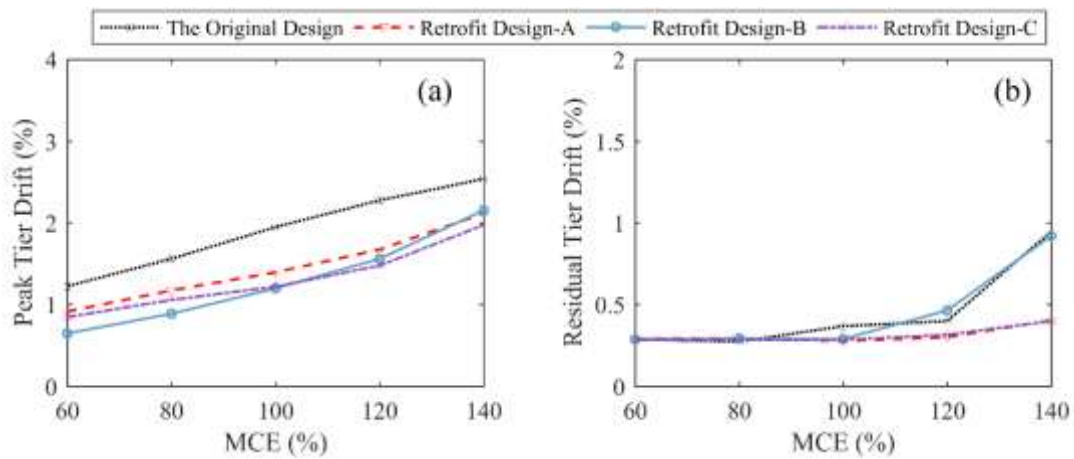 The Original Design Retrofit Design-A Retrofit Design-B Retrofit Design-C
(a)
Peak Tier Drift (%)
4
3
2
1
0
60 80 100 120 140
MCE (%)
(b)
Residual Tier Drift (%)
2
1.5
1
0.5
0
60 80 100 120 140
MCE (%)